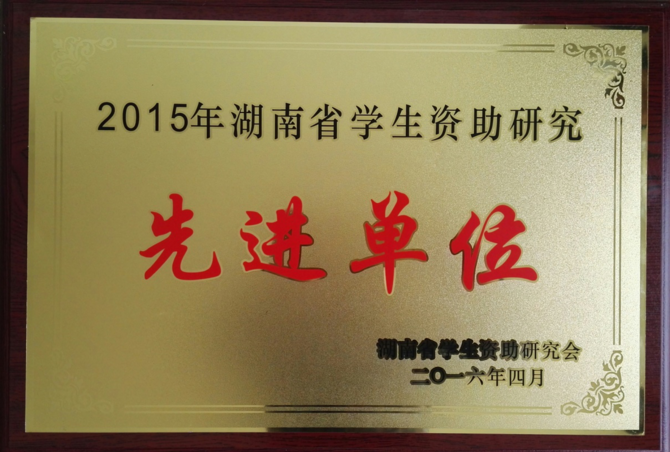 2015年湖南省学生资助研究
先进单位
湖南省学生资助研究会
二〇一六年四月